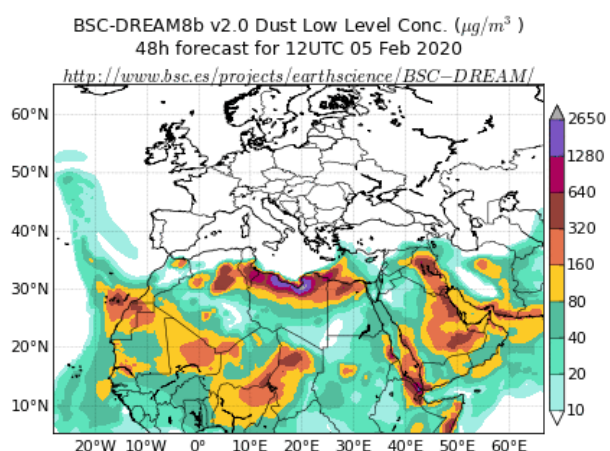 BSC-DREAM8b v2.0 Dust Low Level Conc. (μg/m³ )
48h forecast for 12UTC 05 Feb 2020
http://www.bsc.es/projects/earthscience/BSC−DREAM/
60°N
50°N
40°N
30°N
20°N
10°N
20°W
10°W
0°
10°E
20°E
30°E
40°E
50°E
60°E
2650
1280
640
320
160
80
40
20
10